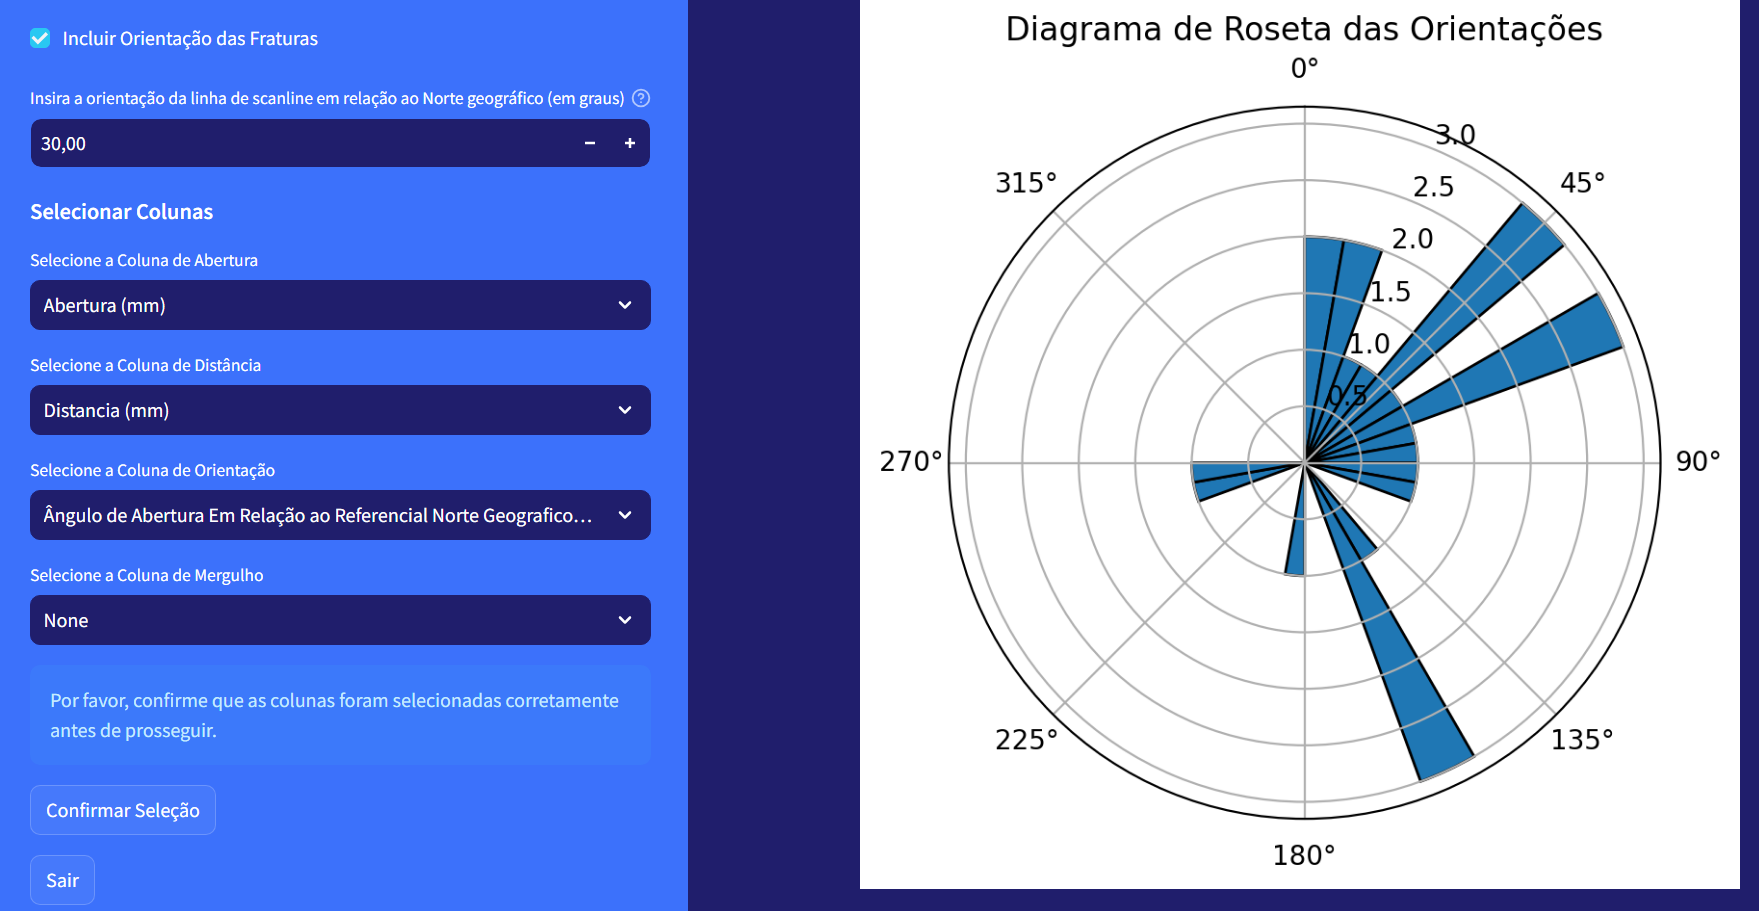 Incluir Orientação das Fraturas
Insira a orientação da linha de scanline em relação ao Norte geográfico (em graus)
30,00
Selecionar Colunas
Selecione a Coluna de Abertura
Abertura (mm)
Selecione a Coluna de Distância
Distancia (mm)
Selecione a Coluna de Orientação
Ângulo de Abertura Em Relação ao Referencial Norte Geografico...
Selecione a Coluna de Mergulho
None
Por favor, confirme que as colunas foram selecionadas corretamente
antes de prosseguir.
Confirmar Seleção
Sair
Diagrama de Roseta das Orientações
0°
3.0
315°
2.5
45°
2.0
1.5
1.0
0.5
270°
90°
225°
135°
180°